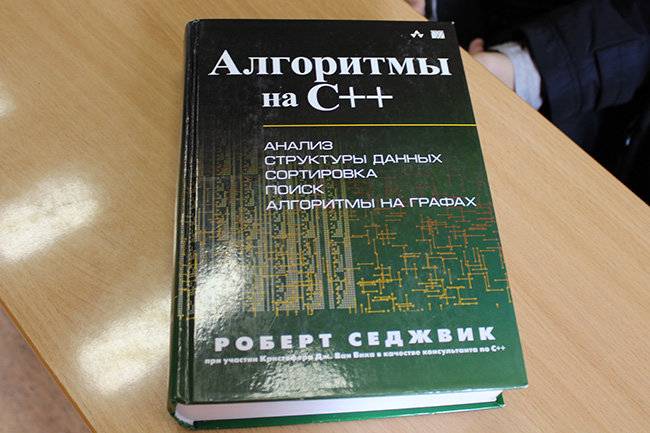 Алгоритмы
на C++
АНАЛИЗ
СТРУКТУРЫ ДАННЫХ
СОРТИРОВКА
ПОИСК
АЛГОРИТМЫ НА ГРАФАХ
РОБЕРТ СЕДЖВИК
при участии Кристофера Дж. Ван Вика в качестве консультанта по C++